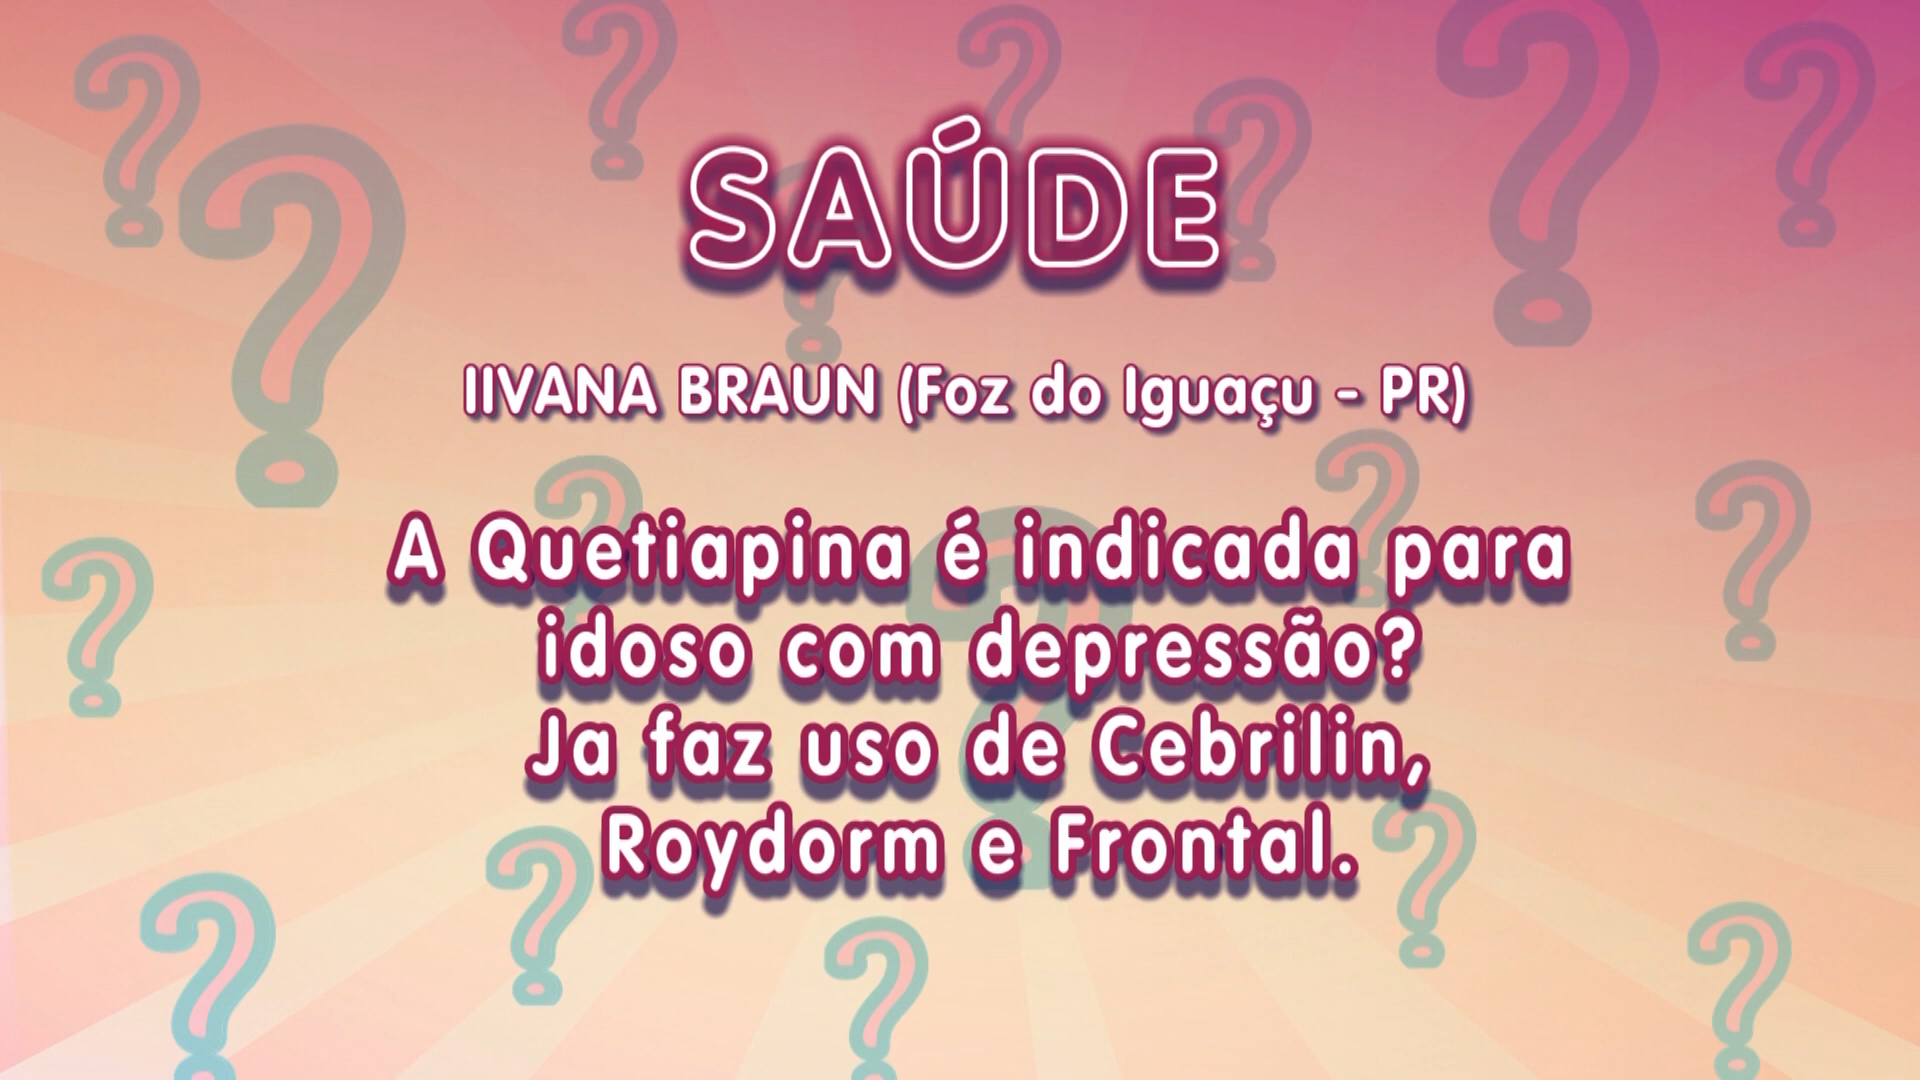 SAÚDE
IIVANA BRAUN (Foz do Iguaçu - PR)
A Quetiapina é indicada para
idoso com depressão?
Ja faz uso de Cebrilin,
Roydorm e Frontal.